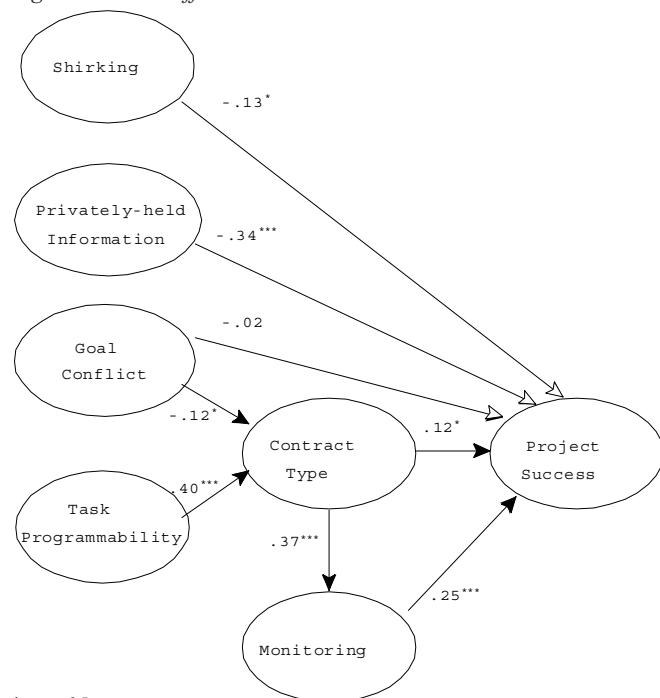 Shirking
-.13*
Privately-held
Information
-.34***
-.02
Goal
Conflict
-.12*
Contract
Type
.12*
Project
Success
.40***
Task
Programmability
.37***
.25***
Monitoring